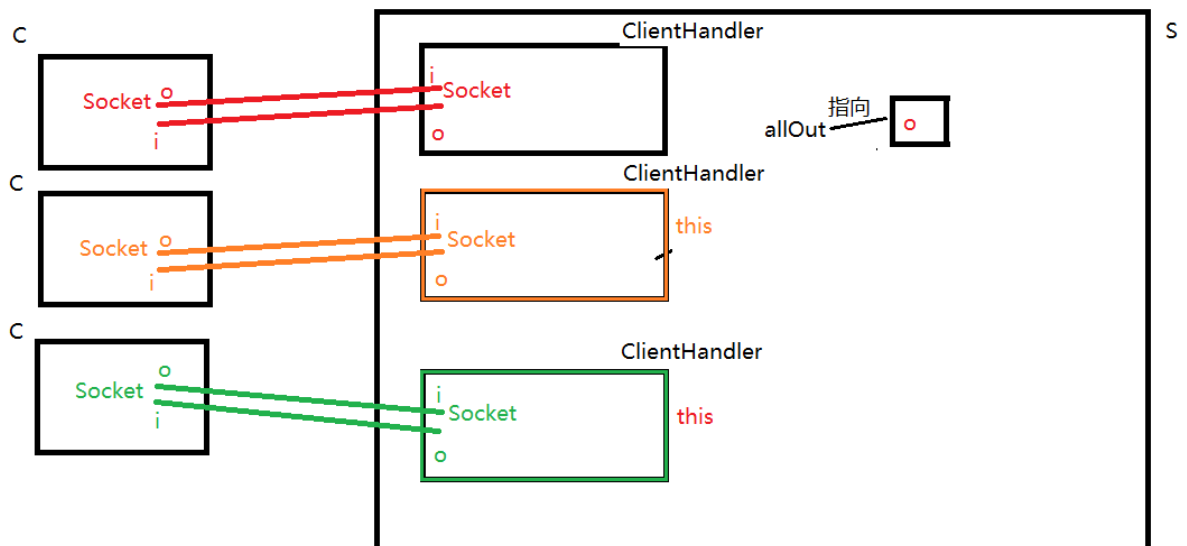 ClientHandler
C
S
Socket
o
i
i
Socket
o
指向
allOut
o
ClientHandler
C
Socket
o
i
i
Socket
o
this
C
ClientHandler
Socket
o
i
i
Socket
o
this